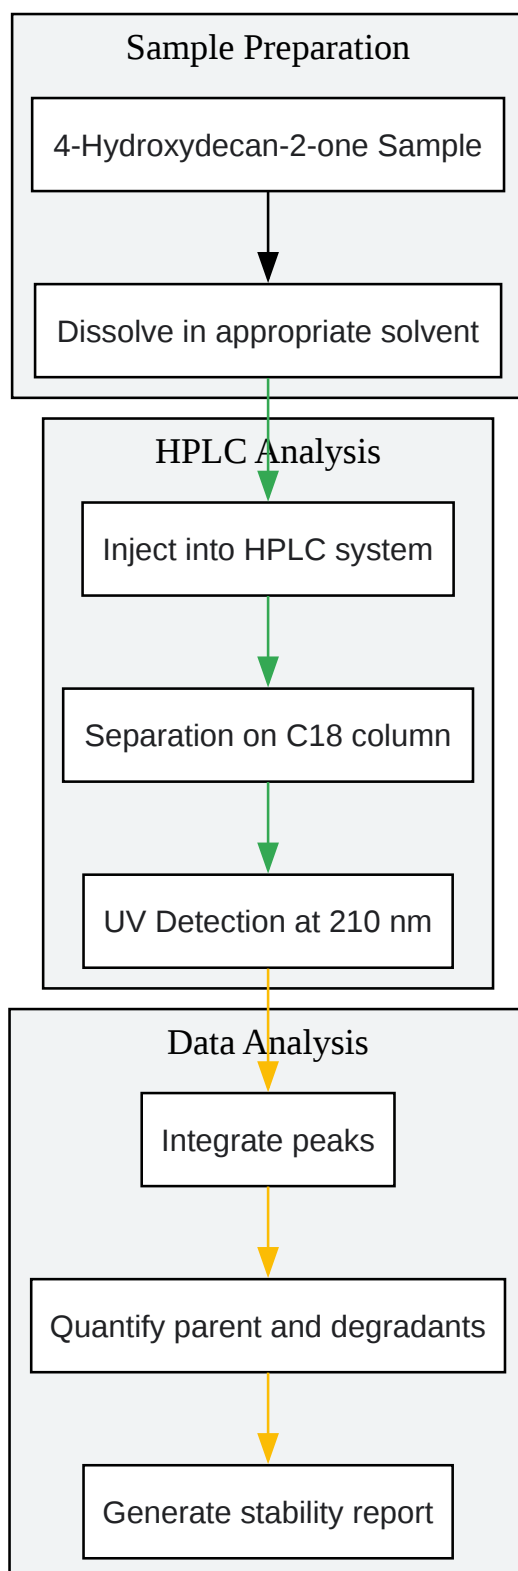 Sample Preparation
4-Hydroxydecan-2-one Sample
Dissolve in appropriate solvent
HPLC Analysis
Inject into HPLC system
Separation on C18 column
UV Detection at 210 nm
Data Analysis
Integrate peaks
Quantify parent and degradants
Generate stability report